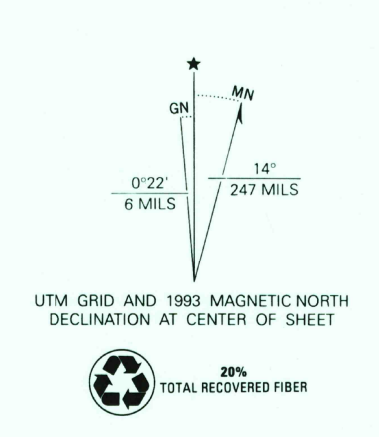 MN
GN
0°22'
6 MILS
14°
247 MILS
UTM GRID AND 1993 MAGNETIC NORTH
DECLINATION AT CENTER OF SHEET
20%
TOTAL RECOVERED FIBER